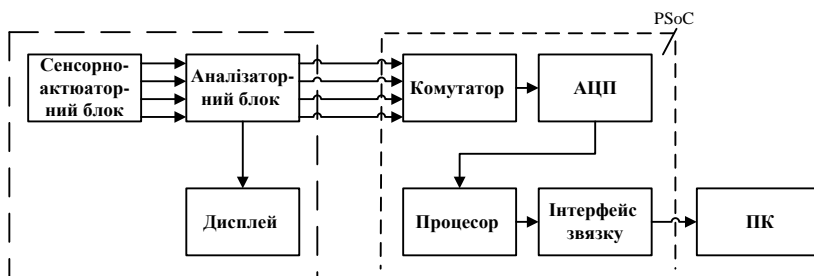 PSoC
Сенсорно-
актюатор-
ний блок
Аналізатор-
ний блок
Комутатор
АЦП
Дисплей
Процесор
Інтерфейс
звязку
ПК